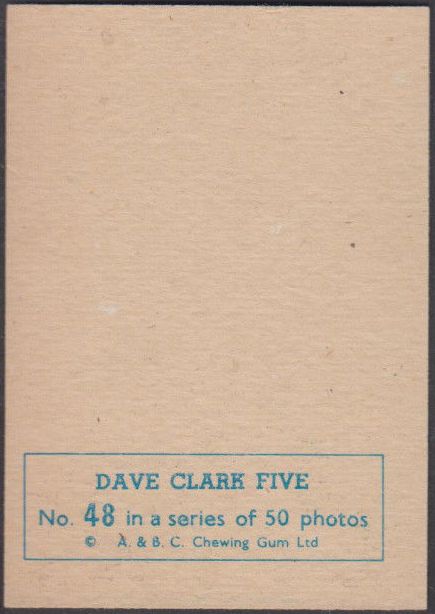 DAVE CLARK FIVE
No. 48 in a series of 50 photos
© A. & B. C. Chewing Gum Ltd